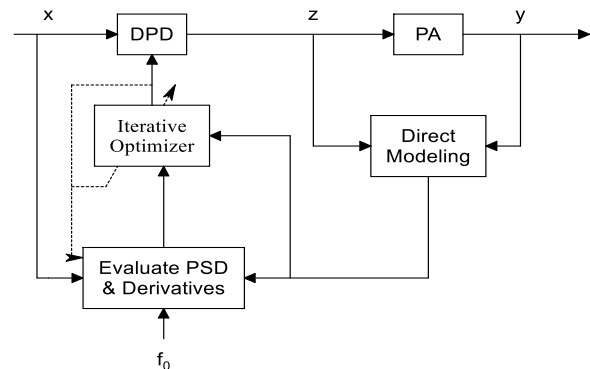 x
DPD
z
PA
y
Iterative
Optimizer
Direct
Modeling
Evaluate PSD
& Derivatives
f₀